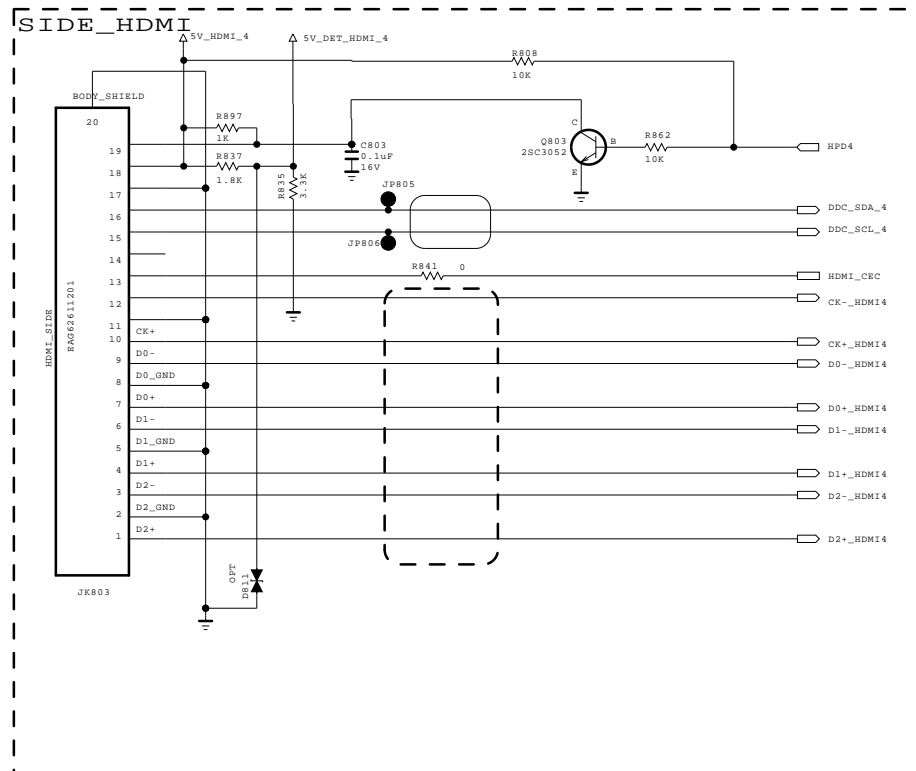 SIDE_HDMI
5V_HDMI_4
5V_DET_HDMI_4
R808
10K
BODY_SHIELD
20
R897
1K
C803
0.1uF
16V
Q803
2SC3052
C
B
E
R862
10K
HPD4
19
R837
1.8K
R835
3.3K
18
17
JP805
16
DDC_SDA_4
15
DDC_SCL_4
JP806
14
R841
0
13
HDMI_CEC
12
CK-_HDMI4
HDMI_SIDE
EAG62611201
11
CK+
10
CK+_HDMI4
D0-
9
D0-_HDMI4
D0_GND
8
D0+
7
D0+_HDMI4
D1-
6
D1-_HDMI4
D1_GND
5
D1+
4
D1+_HDMI4
D2-
3
D2-_HDMI4
D2_GND
2
D2+
1
D2+_HDMI4
OPT
D811
JK803